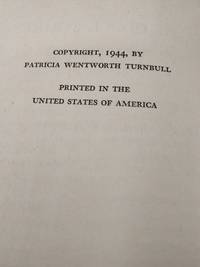 COPYRIGHT, 1944, BY
PATRICIA WENTWORTH TURNBULL
PRINTED IN THE
UNITED STATES OF AMERICA